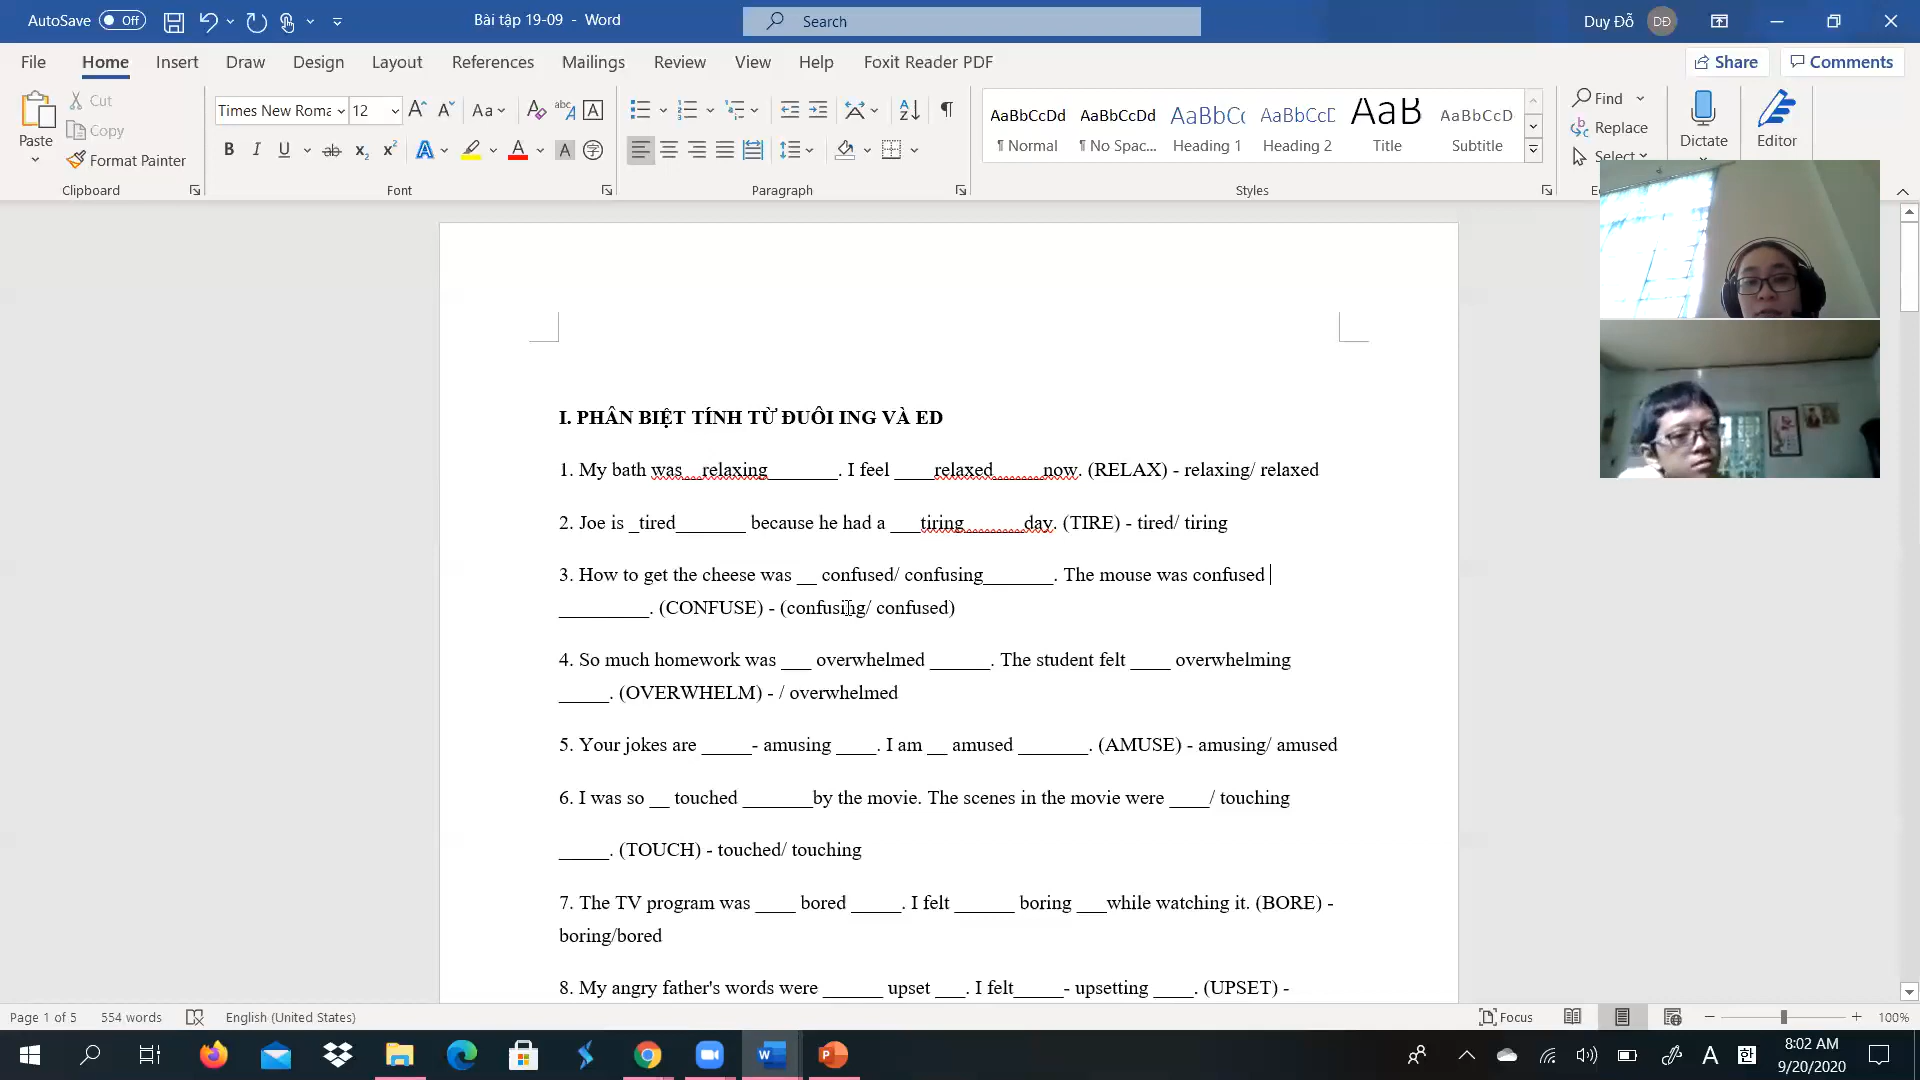 AutoSave Off Bài tập 19-09 - Word Search Duy Đỗ DĐ
File Home Insert Draw Design Layout References Mailings Review View Help Foxit Reader PDF Share Comments
Cut Times New Roma 12 Aa AaBbCcDd AaBbCcDd AaBbCc AaBbCcD AaB AaBbCcD Find
Copy Replace
Paste Format Painter B I U ab x₂ x² A A A ¶ Normal ¶ No Spac... Heading 1 Heading 2 Title Subtitle Select Dictate Editor
Clipboard Font Paragraph Styles
I. PHÂN BIỆT TÍNH TỪ ĐUÔI ING VÀ ED
1. My bath was__relaxing_______. I feel ____relaxed_____now. (RELAX) - relaxing/ relaxed
2. Joe is _tired_______ because he had a ___tiring______day. (TIRE) - tired/ tiring
3. How to get the cheese was __ confused/ confusing_______. The mouse was confused
_________. (CONFUSE) - (confusing/ confused)
4. So much homework was ___ overwhelmed ______. The student felt ____ overwhelming
_____. (OVERWHELM) - / overwhelmed
5. Your jokes are _____- amusing ____. I am __ amused _______. (AMUSE) - amusing/ amused
6. I was so __ touched _______by the movie. The scenes in the movie were ____/ touching
_____. (TOUCH) - touched/ touching
7. The TV program was ____ bored _____. I felt ______ boring ___while watching it. (BORE) -
boring/bored
8. My angry father's words were ______ upset ___. I felt_____- upsetting ____. (UPSET) -
Page 1 of 5 554 words English (United States) Focus 100%
A 한 8:02 AM
9/20/2020